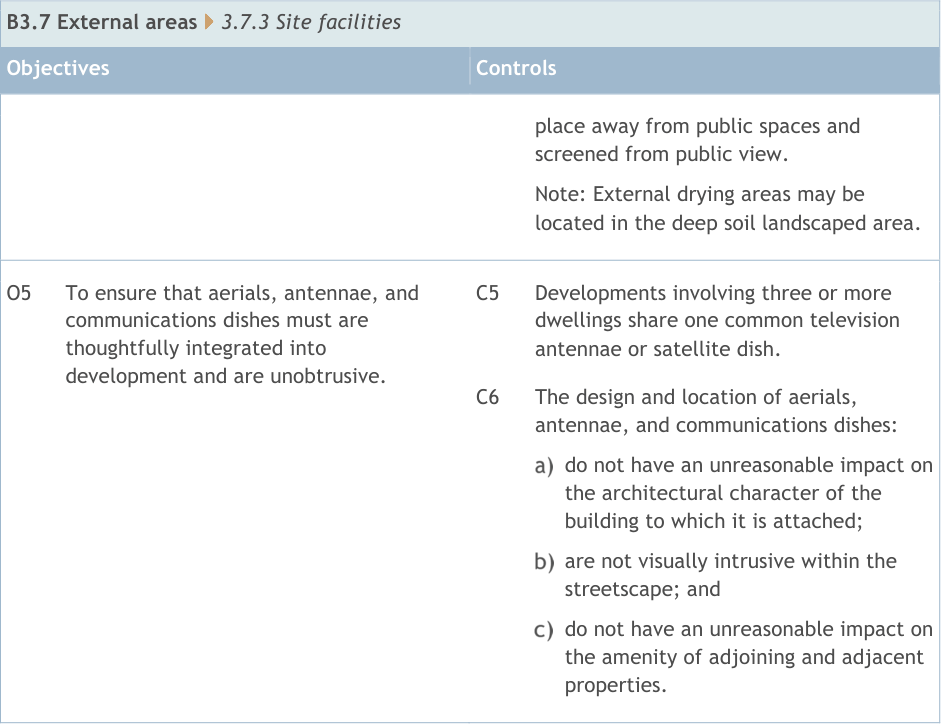 B3.7 External areas 3.7.3 Site facilities
Objectives Controls
place away from public spaces and
screened from public view.
Note: External drying areas may be
located in the deep soil landscaped area.
O5 To ensure that aerials, antennae, and
communications dishes must are
thoughtfully integrated into
development and are unobtrusive.
C5 Developments involving three or more
dwellings share one common television
antennae or satellite dish.
C6 The design and location of aerials,
antennae, and communications dishes:
a) do not have an unreasonable impact on
the architectural character of the
building to which it is attached;
b) are not visually intrusive within the
streetscape; and
c) do not have an unreasonable impact on
the amenity of adjoining and adjacent
properties.